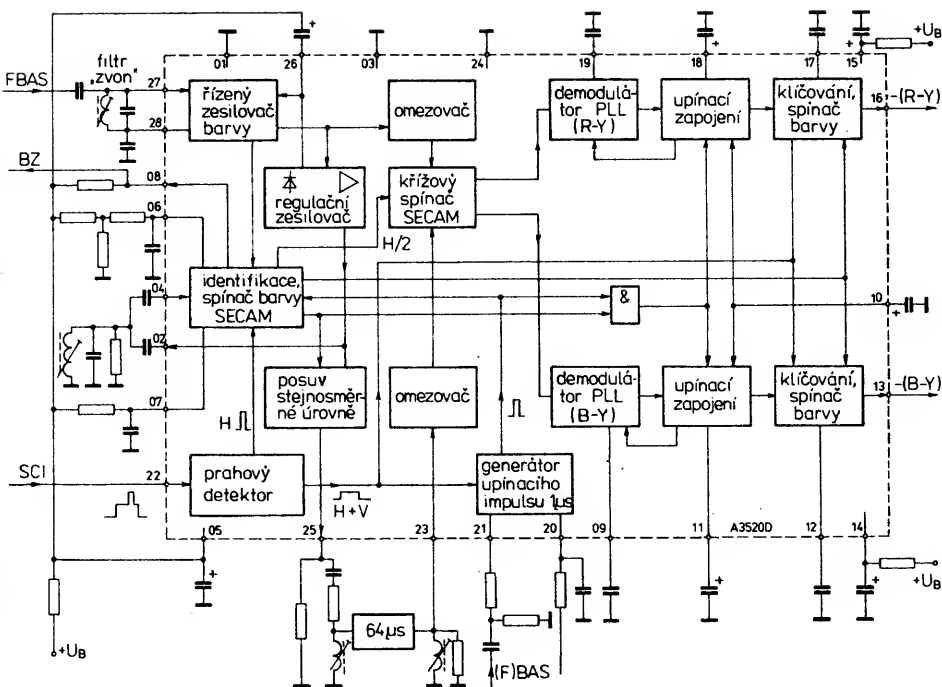 +U_B
FBAS
filtr
„zvon"
27
28
01
26
03
24
19
18
17
15
řízený
zesilovač
barvy
omezovač
demodulá-
tor PLL
(R-Y)
upínací
zapojení
klíčování,
spínač
barvy
16
-(R-Y)
BZ
08
06
regulační
zesilovač
křížový
spínač
SECAM
H/2
04
02
identifikace,
spínač barvy
SECAM
&
10
posuv
stejnosměr-
né úrovně
omezovač
demodulá-
tor PLL
(B-Y)
upínací
zapojení
klíčování,
spínač
barvy
13
-(B-Y)
07
H
SCI
22
prahový
detektor
H+V
generátor
upínacího
impulsu 1µs
05
25
23
21
20
09
11
A3520D
12
14
+U_B
64µs
+U_B
(F)BAS